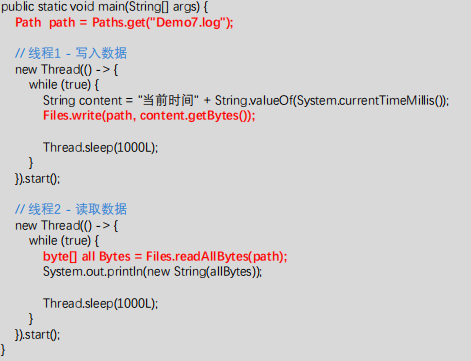 public static void main(String[] args) {
Path path = Paths.get("Demo7.log");
// 线程1 - 写入数据
new Thread(() -> {
while (true) {
String content = "当前时间" + String.valueOf(System.currentTimeMillis());
Files.write(path, content.getBytes());
Thread.sleep(1000L);
}
}).start();
// 线程2 - 读取数据
new Thread(() -> {
while (true) {
byte[] all Bytes = Files.readAllBytes(path);
System.out.println(new String(allBytes));
Thread.sleep(1000L);
}
}).start();
}